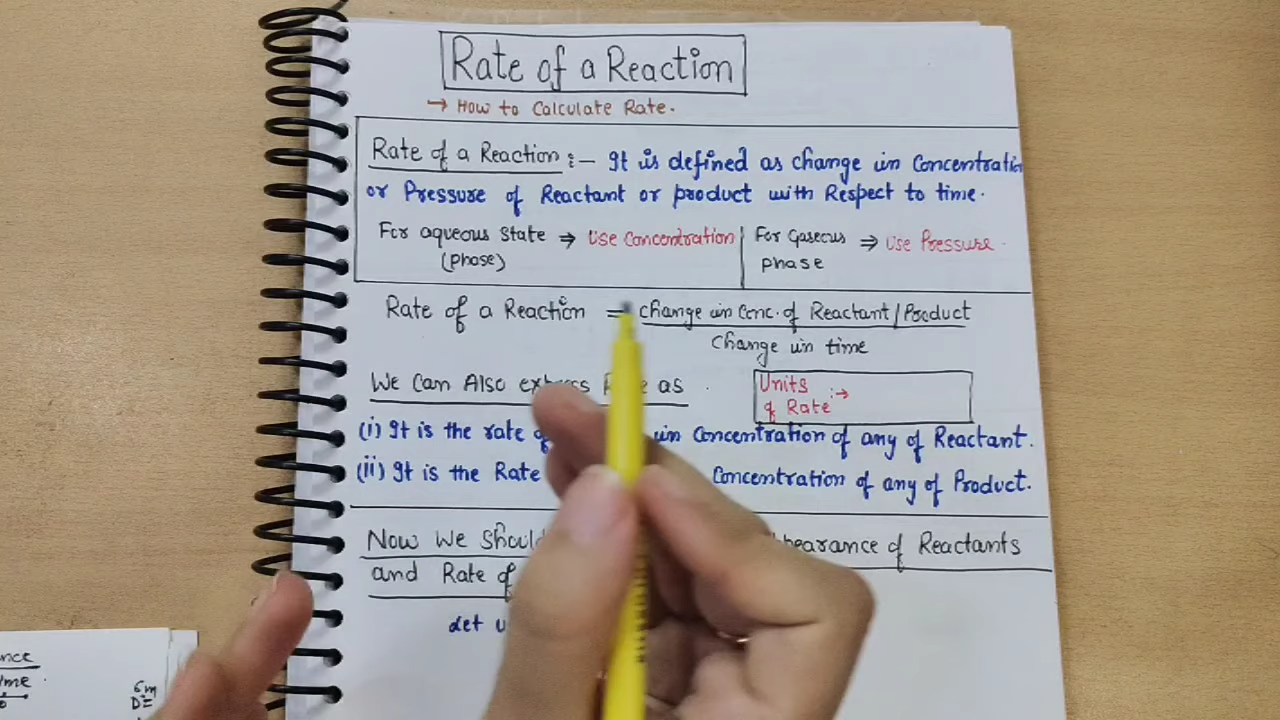 Rate of a Reaction
→ How to Calculate Rate.
Rate of a Reaction :- It is defined as change in Concentratio
or Pressure of Reactant or product with Respect to time.
For aqueous State ⇒ Use Concentration
(phase)
For Gaseous ⇒ Use Pressure.
phase
Rate of a Reaction = change in Conc. of Reactant/Product
Change in time
We Can Also express Rate as
Units :→
of Rate
(i) It is the rate of in Concentration of any of Reactant.
(ii) It is the Rate Concentration of any of Product.
Now We Should of Reactants
and Rate of
Let